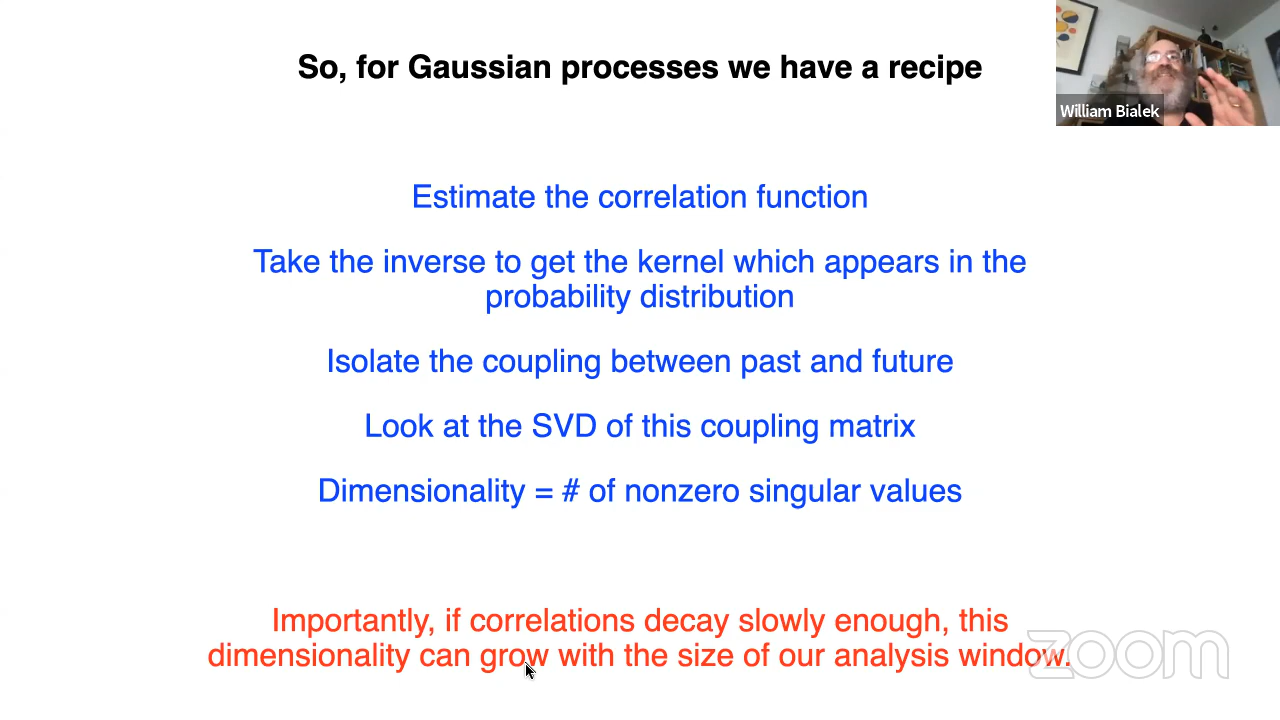 So, for Gaussian processes we have a recipe
William Bialek
Estimate the correlation function
Take the inverse to get the kernel which appears in the
probability distribution
Isolate the coupling between past and future
Look at the SVD of this coupling matrix
Dimensionality = # of nonzero singular values
Importantly, if correlations decay slowly enough, this
dimensionality can grow with the size of our analysis window.
zoom